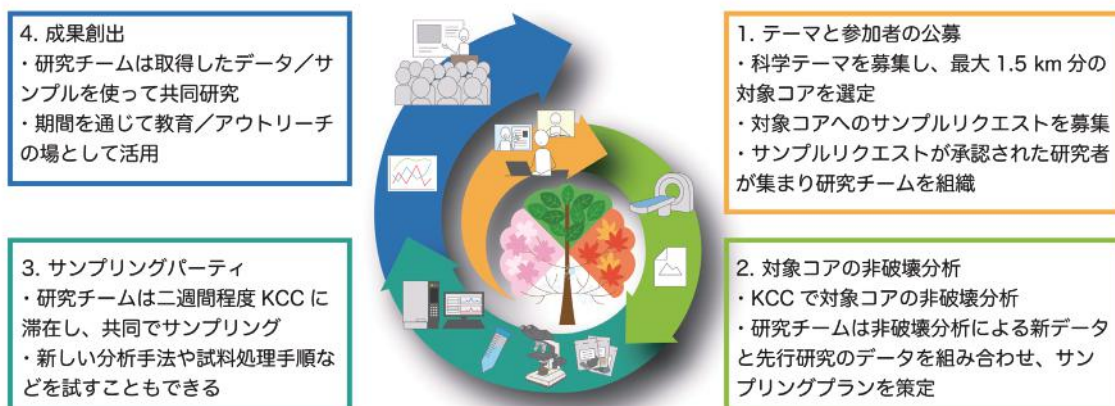 4. 成果創出
・研究チームは取得したデータ／サ
ンプルを使って共同研究
・期間を通じて教育／アウトリーチ
の場として活用
1. テーマと参加者の公募
・科学テーマを募集し、最大 1.5 km 分の
対象コアを選定
・対象コアへのサンプルリクエストを募集
・サンプルリクエストが承認された研究者
が集まり研究チームを組織
3. サンプリングパーティ
・研究チームは二週間程度 KCC に
滞在し、共同でサンプリング
・新しい分析手法や試料処理手順な
どを試すこともできる
2. 対象コアの非破壊分析
・KCC で対象コアの非破壊分析
・研究チームは非破壊分析による新データ
と先行研究のデータを組み合わせ、サン
プリングプランを策定